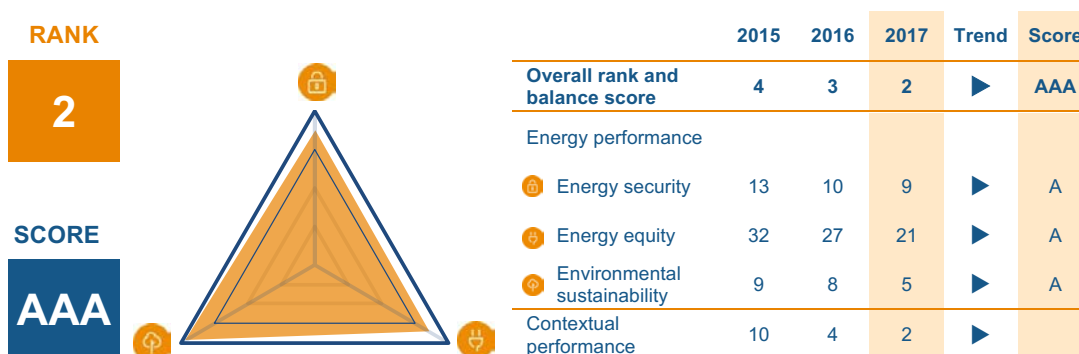 RANK
2
SCORE
AAA
2015 2016 2017 Trend Score
Overall rank and
balance score 4 3 2 ▶ AAA
Energy performance
Energy security 13 10 9 ▶ A
Energy equity 32 27 21 ▶ A
Environmental
sustainability 9 8 5 ▶ A
Contextual
performance 10 4 2 ▶